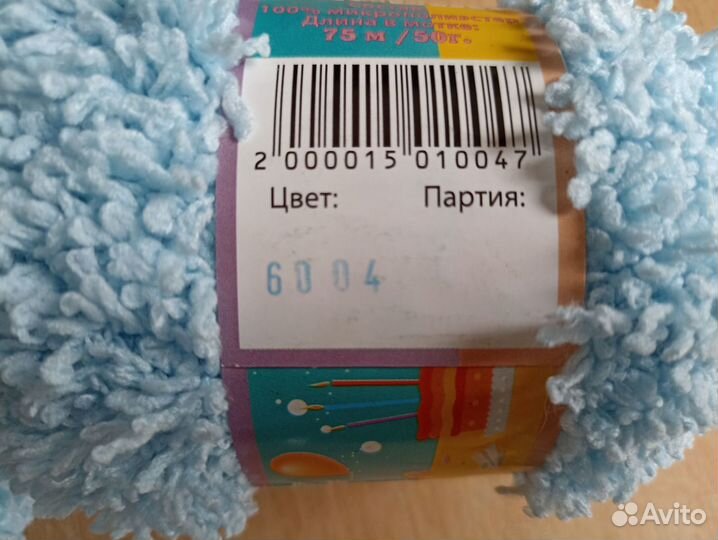 100% микрополиэстер
Длина в мотке:
75 м /50г.
2 000015 010047
Цвет: Партия:
6004
Avito